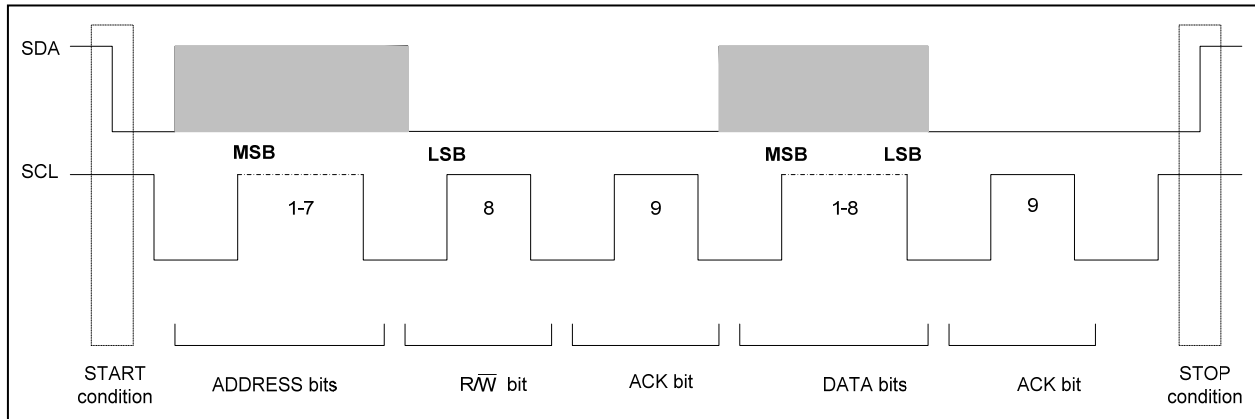 SDA
MSB LSB MSB LSB
SCL
1-7 8 9 1-8 9
START condition
ADDRESS bits
R/W̅ bit
ACK bit
DATA bits
ACK bit
STOP condition